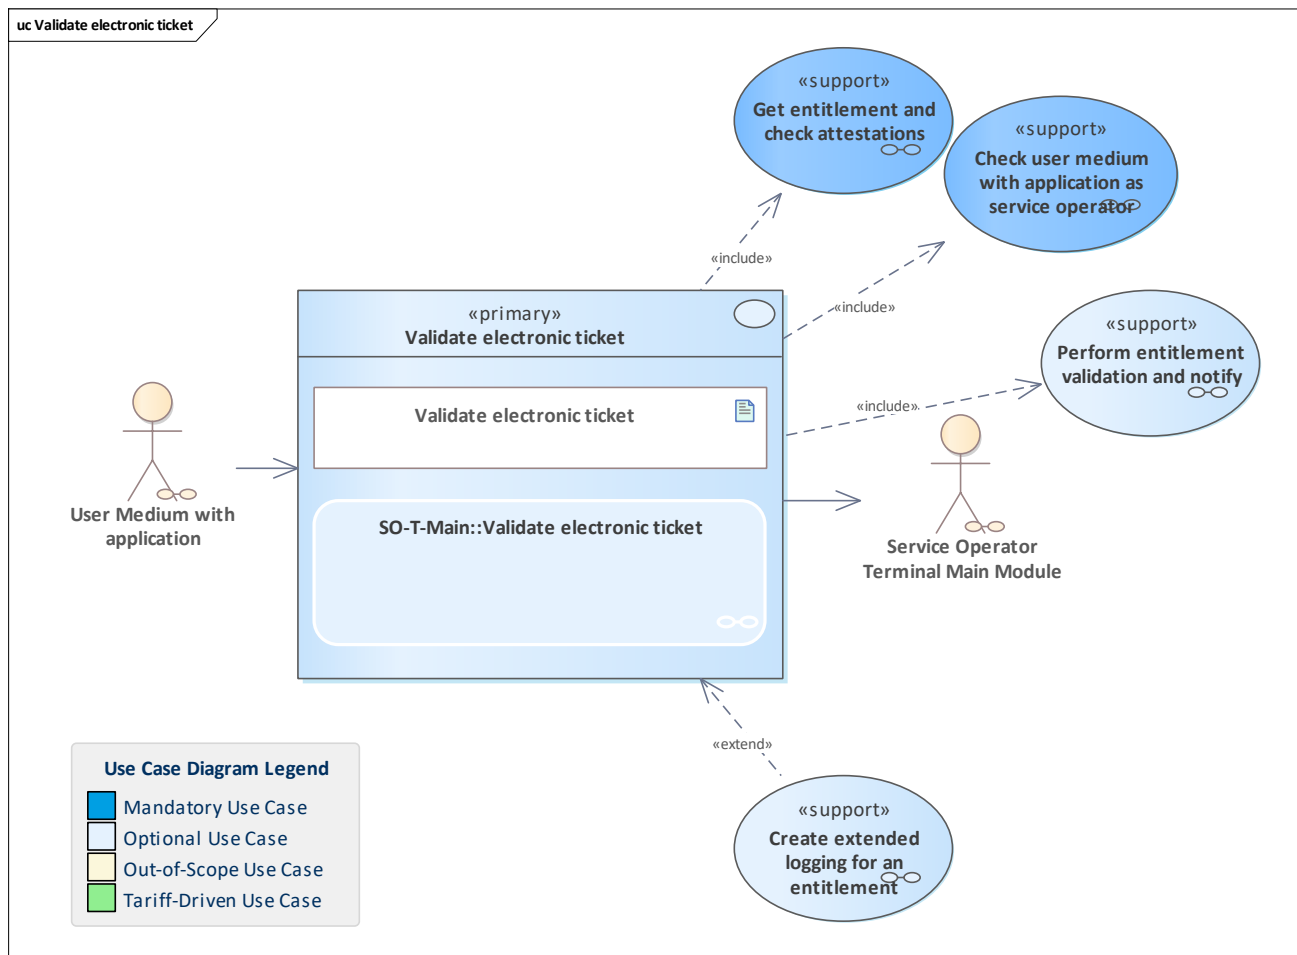 uc Validate electronic ticket
«support»
Get entitlement and
check attestations
«support»
Check user medium
with application as
service operator
«include»
«include»
«primary»
Validate electronic ticket
«support»
Perform entitlement
validation and notify
«include»
Validate electronic ticket
User Medium with
application
SO-T-Main::Validate electronic ticket
Service Operator
Terminal Main Module
«extend»
Use Case Diagram Legend
Mandatory Use Case
Optional Use Case
Out-of-Scope Use Case
Tariff-Driven Use Case
«support»
Create extended
logging for an
entitlement